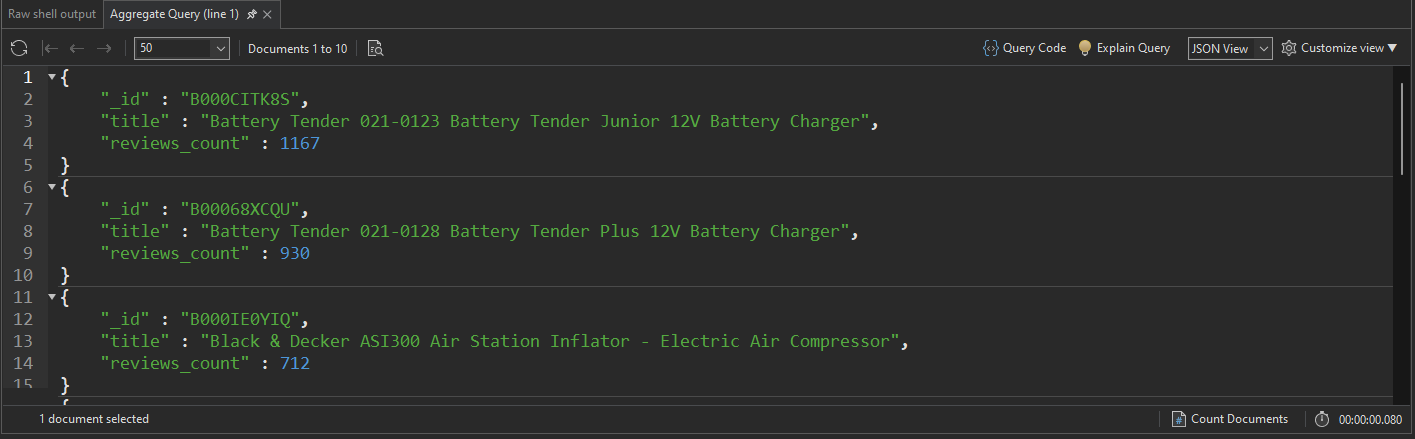 Raw shell output Aggregate Query (line 1)
50 Documents 1 to 10 Query Code Explain Query JSON View Customize view
1 {
2 "_id" : "B000CITK8S",
3 "title" : "Battery Tender 021-0123 Battery Tender Junior 12V Battery Charger",
4 "reviews_count" : 1167
5 }
6 {
7 "_id" : "B00068XCQU",
8 "title" : "Battery Tender 021-0128 Battery Tender Plus 12V Battery Charger",
9 "reviews_count" : 930
10 }
11 {
12 "_id" : "B000IE0YIQ",
13 "title" : "Black & Decker ASI300 Air Station Inflator - Electric Air Compressor",
14 "reviews_count" : 712
15 }
{
1 document selected Count Documents 00:00:00.080